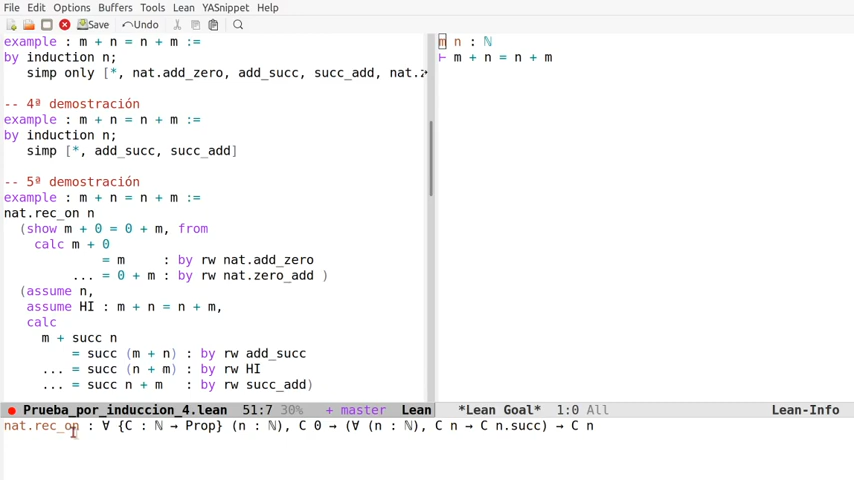 File Edit Options Buffers Tools Lean YASnippet Help
Save Undo
example : m + n = n + m :=
by induction n;
simp only [*, nat.add_zero, add_succ, succ_add, nat.
-- 4ª demostración
example : m + n = n + m :=
by induction n;
simp [*, add_succ, succ_add]
-- 5ª demostración
example : m + n = n + m :=
nat.rec_on n
(show m + 0 = 0 + m, from
calc m + 0
= m : by rw nat.add_zero
... = 0 + m : by rw nat.zero_add )
(assume n,
assume HI : m + n = n + m,
calc
m + succ n
= succ (m + n) : by rw add_succ
... = succ (n + m) : by rw HI
... = succ n + m : by rw succ_add)
m n : ℕ
⊢ m + n = n + m
Prueba_por_induccion_4.lean 51:7 30% + master Lean
*Lean Goal* 1:0 All Lean-Info
nat.rec_on : ∀ {C : ℕ → Prop} (n : ℕ), C 0 → (∀ (n : ℕ), C n → C n.succ) → C n